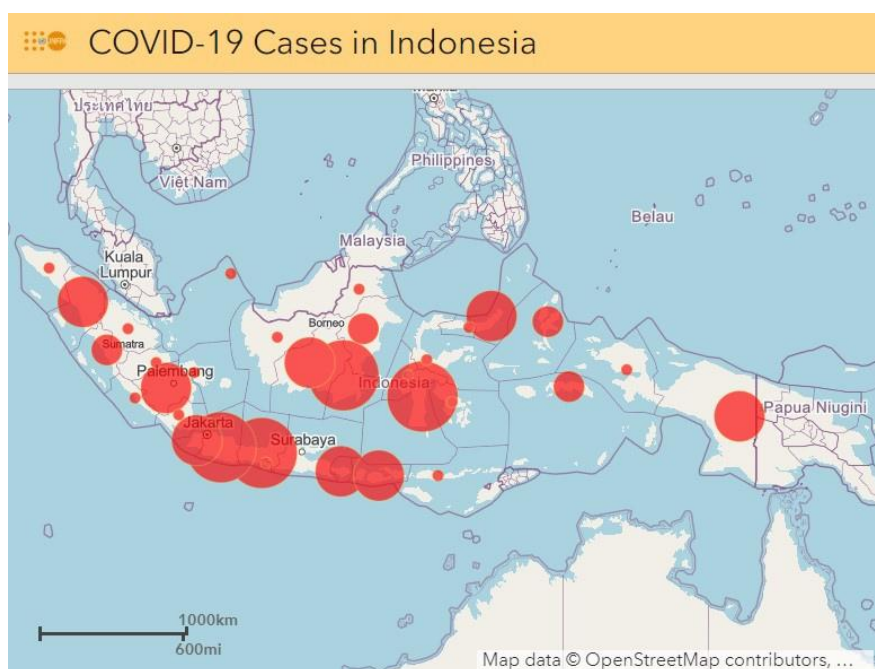 COVID-19 Cases in Indonesia
ประเทศไทย
Philippines
Việt Nam
Belau
Malaysia
Kuala
Lumpur
Borneo
Sumatra
Palembang
Indonesia
Papua Niugini
Jakarta
Surabaya
1000km
600mi
Map data © OpenStreetMap contributors, ...